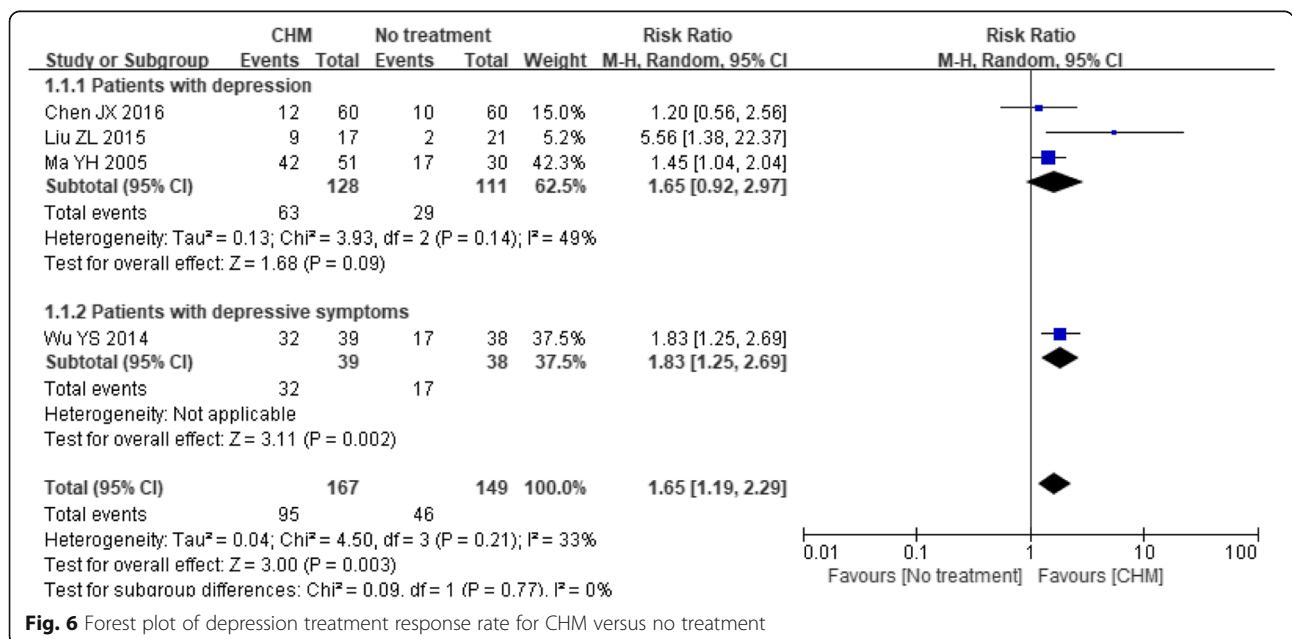 CHM No treatment Risk Ratio Risk Ratio
Study or Subgroup Events Total Events Total Weight M-H, Random, 95% CI M-H, Random, 95% CI
1.1.1 Patients with depression
Chen JX 2016 12 60 10 60 15.0% 1.20 [0.56, 2.56]
Liu ZL 2015 9 17 2 21 5.2% 5.56 [1.38, 22.37]
Ma YH 2005 42 51 17 30 42.3% 1.45 [1.04, 2.04]
Subtotal (95% CI) 128 111 62.5% 1.65 [0.92, 2.97]
Total events 63 29
Heterogeneity: Tau² = 0.13; Chi² = 3.93, df = 2 (P = 0.14); I² = 49%
Test for overall effect: Z = 1.68 (P = 0.09)
1.1.2 Patients with depressive symptoms
Wu YS 2014 32 39 17 38 37.5% 1.83 [1.25, 2.69]
Subtotal (95% CI) 39 38 37.5% 1.83 [1.25, 2.69]
Total events 32 17
Heterogeneity: Not applicable
Test for overall effect: Z = 3.11 (P = 0.002)
Total (95% CI) 167 149 100.0% 1.65 [1.19, 2.29]
Total events 95 46
Heterogeneity: Tau² = 0.04; Chi² = 4.50, df = 3 (P = 0.21); I² = 33%
Test for overall effect: Z = 3.00 (P = 0.003)
Test for subgroup differences: Chi² = 0.09, df = 1 (P = 0.77), I² = 0%
0.01 0.1 1 10 100
Favours [No treatment] Favours [CHM]
Fig. 6 Forest plot of depression treatment response rate for CHM versus no treatment